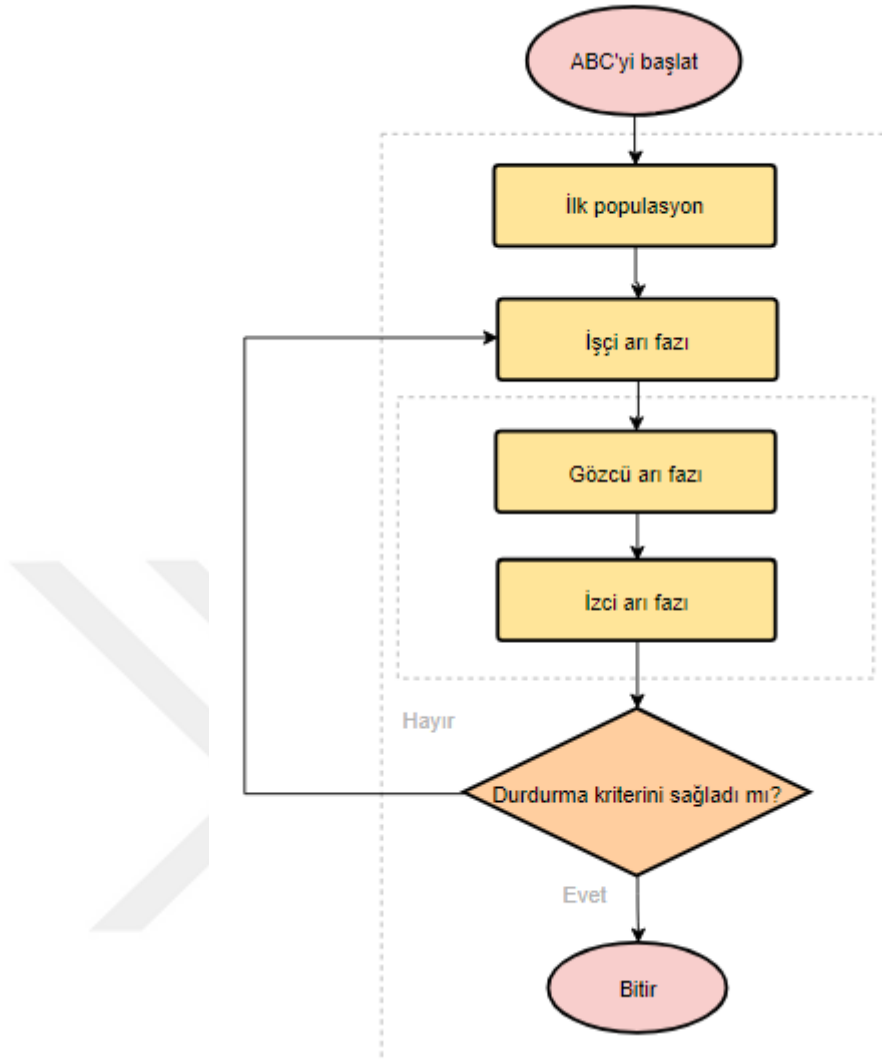 ABC'yi başlat
İlk populasyon
İşçi arı fazı
Gözcü arı fazı
İzci arı fazı
Hayır
Durdurma kriterini sağladı mı?
Evet
Bitir